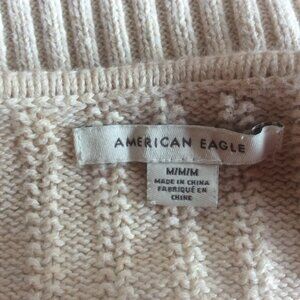 AMERICAN EAGLE
M/M/M
MADE IN CHINA
FABRIQUÉ EN
CHINE